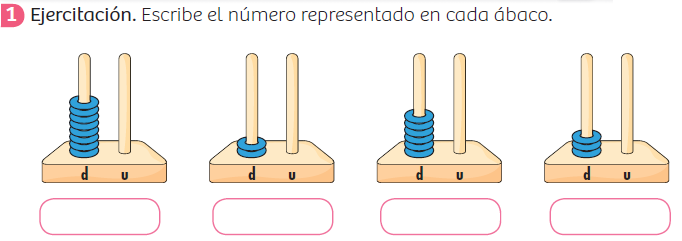 1 Ejercitación. Escribe el número representado en cada ábaco.
d u d u d u d u